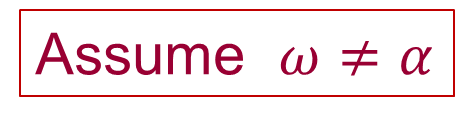 Assume 𝜔 ≠ 𝛼